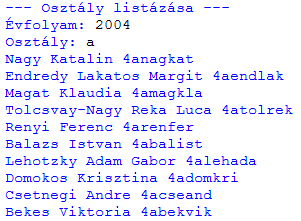 --- Osztály listázása ---
Évfolyam: 2004
Osztály: a
Nagy Katalin 4anagkat
Endredy Lakatos Margit 4aendlak
Magat Klaudia 4amagkla
Tolcsvay-Nagy Reka Luca 4atolrek
Renyi Ferenc 4arenfer
Balazs Istvan 4abalist
Lehotzky Adam Gabor 4alehada
Domokos Krisztina 4adomkri
Csetnegi Andre 4acseand
Bekes Viktoria 4abekvik